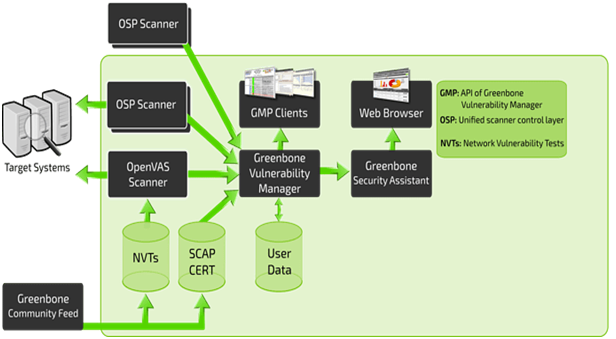 OSP Scanner
OSP Scanner
GMP Clients
Web Browser
GMP: API of Greenbone
Vulnerability Manager
OSP: Unified scanner control layer
NVTs: Network Vulnerability Tests
Target Systems
OpenVAS
Scanner
Greenbone
Vulnerability
Manager
Greenbone
Security Assistant
NVTs
SCAP
CERT
User
Data
Greenbone
Community Feed